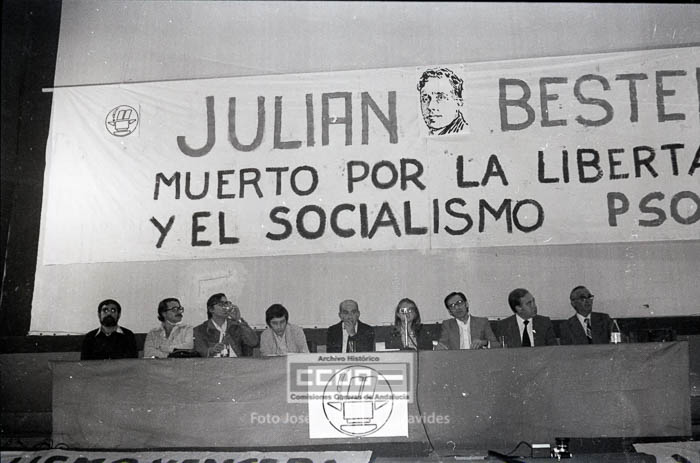 JULIAN BESTEI
MUERTO POR LA LIBERTA
Y EL SOCIALISMO PSO
Archivo Histórico
CCOO
Comisiones Obreras de Andalucía
Foto José
avides